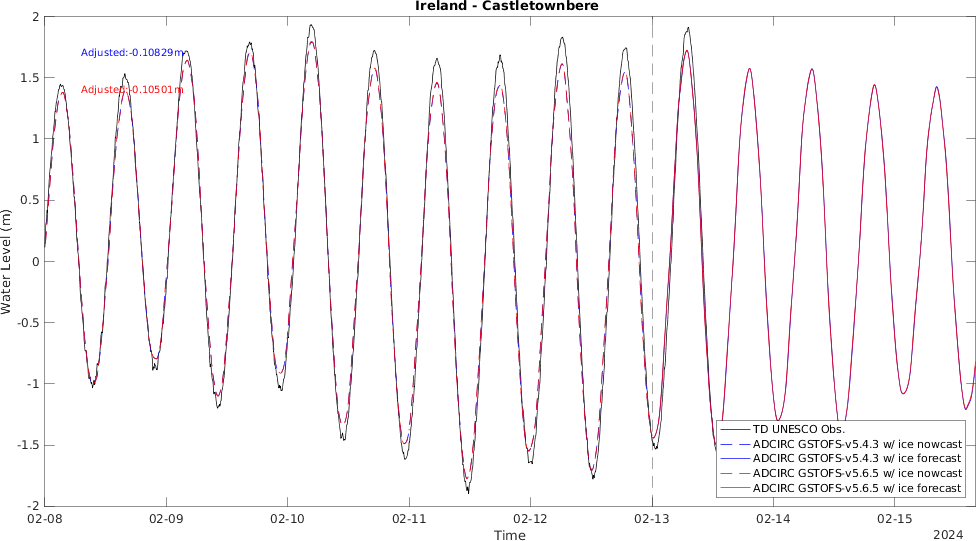 Ireland - Castletownbere
Adjusted:-0.10829m
Adjusted:-0.10501m
Water Level (m)
2
1.5
1
0.5
0
-0.5
-1
-1.5
-2
TD UNESCO Obs.
ADCIRC GSTOFS-v5.4.3 w/ ice nowcast
ADCIRC GSTOFS-v5.4.3 w/ ice forecast
ADCIRC GSTOFS-v5.6.5 w/ ice nowcast
ADCIRC GSTOFS-v5.6.5 w/ ice forecast
02-08 02-09 02-10 02-11 02-12 02-13 02-14 02-15
Time
2024